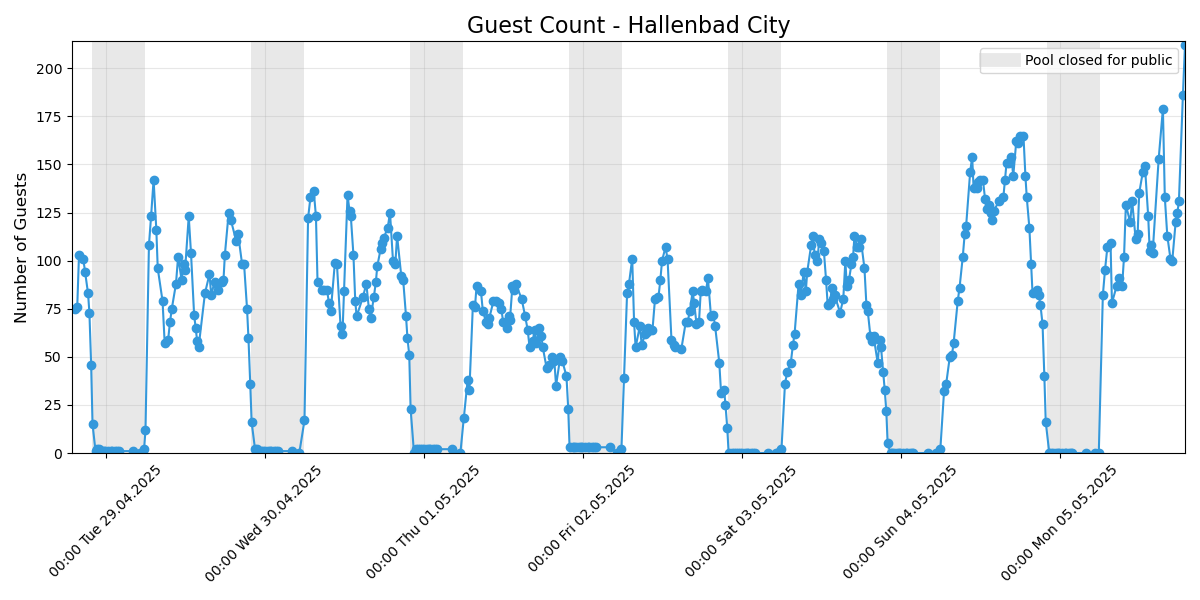 Guest Count - Hallenbad City
Pool closed for public
Number of Guests
200
175
150
125
100
75
50
25
0
00:00 Tue 29.04.2025
00:00 Wed 30.04.2025
00:00 Thu 01.05.2025
00:00 Fri 02.05.2025
00:00 Sat 03.05.2025
00:00 Sun 04.05.2025
00:00 Mon 05.05.2025